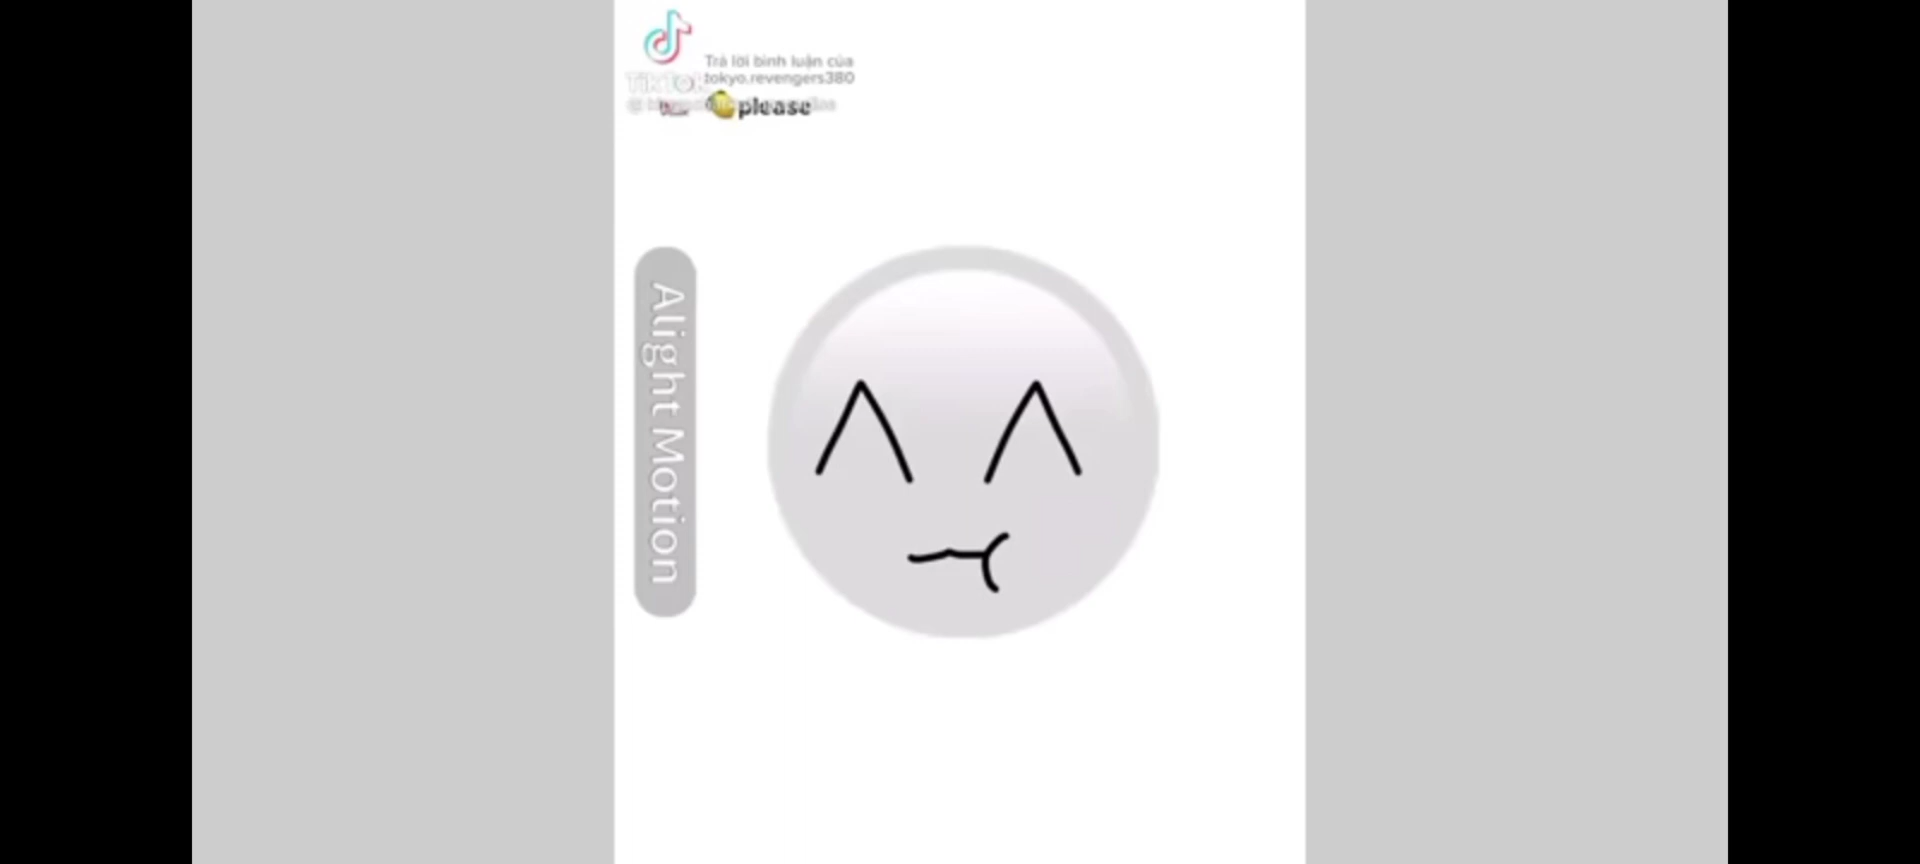 TikTok
Trả lời bình luận của
tokyo.revengers380
please
Alight Motion